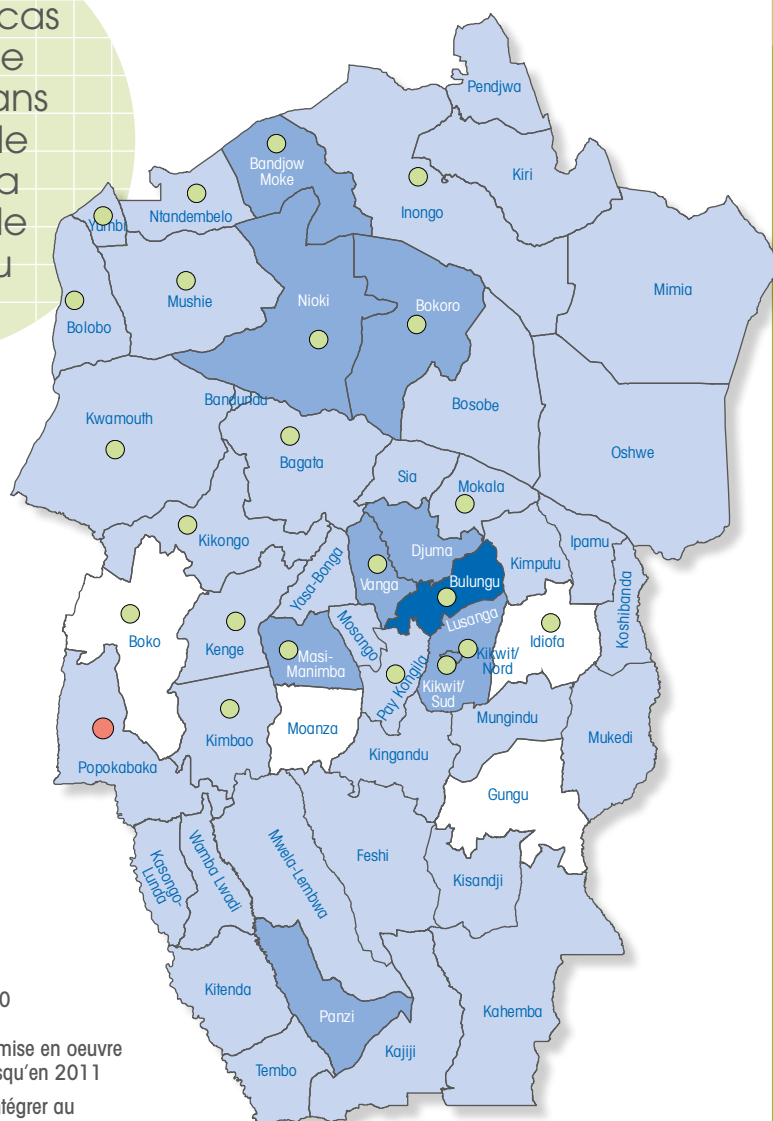 cas
e
ans
le
a
le
u
Pendjwa
Bandjow
Moke
Kiri
Ntandembelo
Inongo
Yumbi
Mimia
Mushie
Nioki
Bokoro
Bolobo
Bandundu
Bosobe
Kwamouth
Oshwe
Bagata
Sia
Mokala
Kikongo
Djuma
Ipamu
Yasa-Bonga
Kimputu
Vanga
Bulungu
Koshibanda
Lusanga
Boko
Kenge
Mosango
Idiofa
Masi-
Manimba
Kikwit/
Nord
Pay Kongila
Kikwit/
Sud
Mungindu
Moanza
Kimbao
Mukedi
Kingandu
Popokabaka
Gungu
Feshi
Kasongo-
Lunda
Wamba Lwadi
Mwela-Lembwa
Kisandji
Kitenda
0
Panzi
Kahemba
mise en oeuvre
squ'en 2011
Kajiji
Tembo
tégrer au